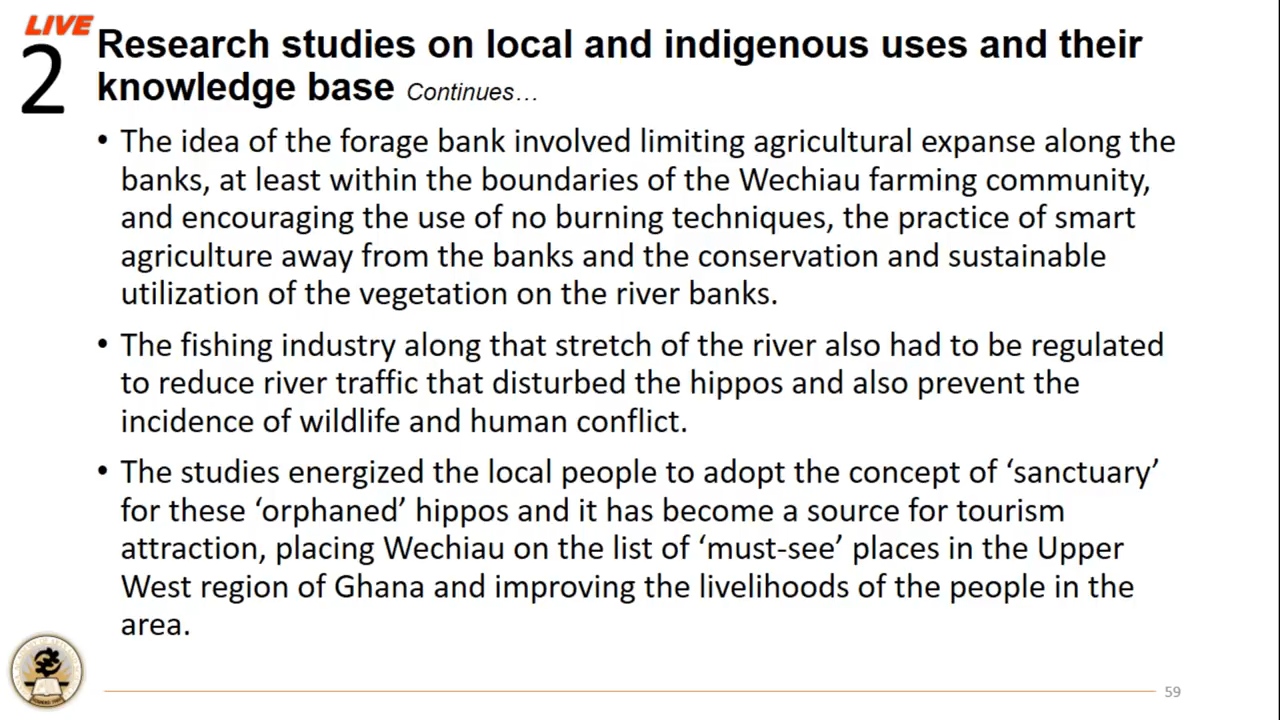 LIVE
2
Research studies on local and indigenous uses and their
knowledge base Continues...
• The idea of the forage bank involved limiting agricultural expanse along the
banks, at least within the boundaries of the Wechiau farming community,
and encouraging the use of no burning techniques, the practice of smart
agriculture away from the banks and the conservation and sustainable
utilization of the vegetation on the river banks.
• The fishing industry along that stretch of the river also had to be regulated
to reduce river traffic that disturbed the hippos and also prevent the
incidence of wildlife and human conflict.
• The studies energized the local people to adopt the concept of ‘sanctuary’
for these ‘orphaned’ hippos and it has become a source for tourism
attraction, placing Wechiau on the list of ‘must-see’ places in the Upper
West region of Ghana and improving the livelihoods of the people in the
area.
59